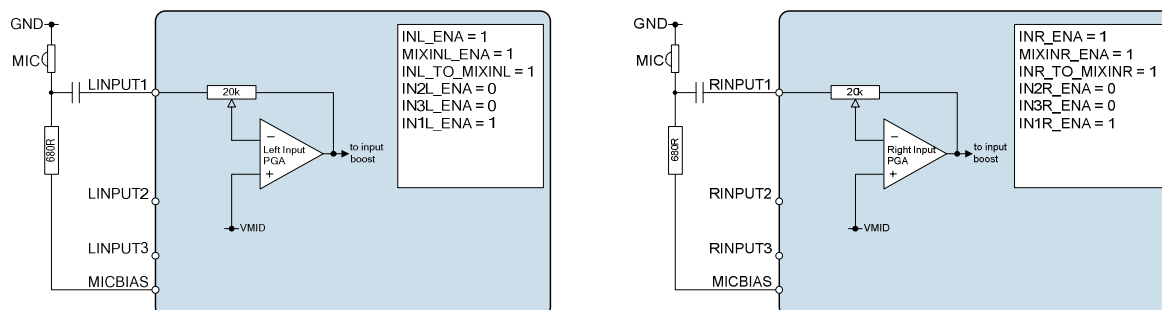 GND
MIC
680R
LINPUT1
LINPUT2
LINPUT3
MICBIAS
20k
−
Left Input
PGA
+
to input
boost
VMID
INL_ENA = 1
MIXINL_ENA = 1
INL_TO_MIXINL = 1
IN2L_ENA = 0
IN3L_ENA = 0
IN1L_ENA = 1
GND
MIC
680R
RINPUT1
RINPUT2
RINPUT3
MICBIAS
20k
−
Right Input
PGA
+
to input
boost
VMID
INR_ENA = 1
MIXINR_ENA = 1
INR_TO_MIXINR = 1
IN2R_ENA = 0
IN3R_ENA = 0
IN1R_ENA = 1